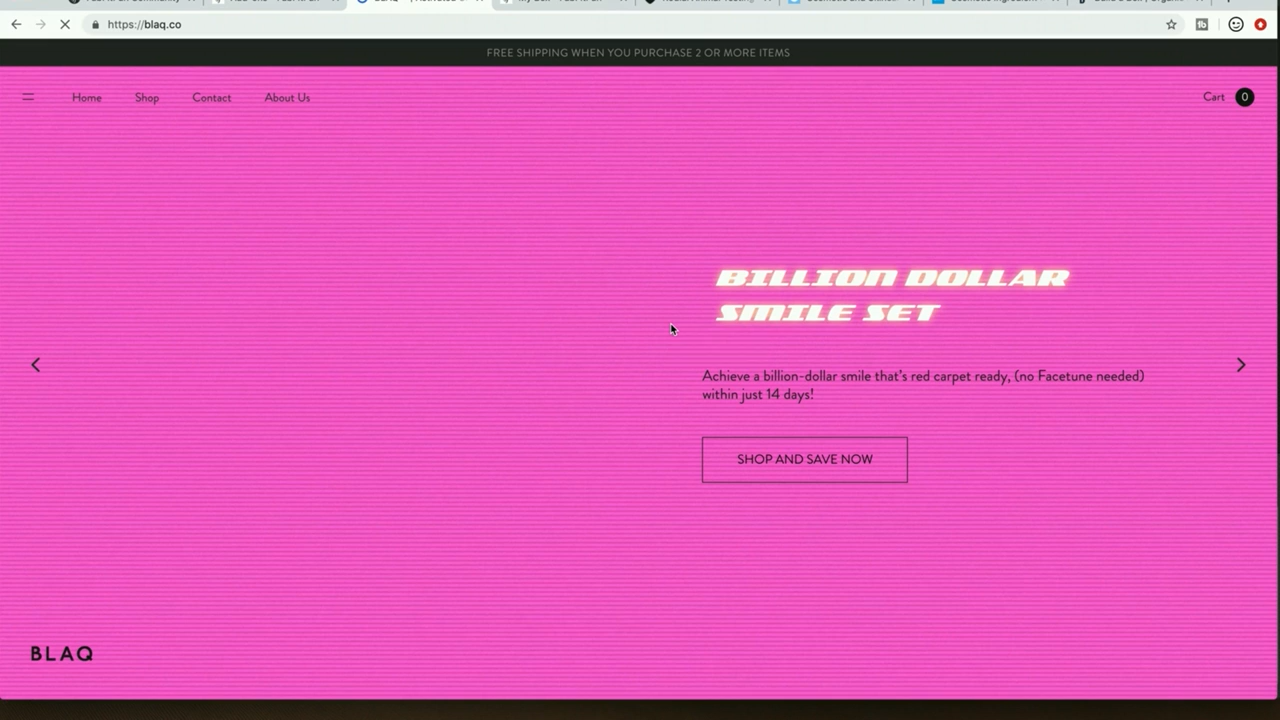 https://blaq.co
FREE SHIPPING WHEN YOU PURCHASE 2 OR MORE ITEMS
Home Shop Contact About Us Cart 0
BILLION DOLLAR
SMILE SET
Achieve a billion-dollar smile that's red carpet ready, (no Facetune needed)
within just 14 days!
SHOP AND SAVE NOW
BLAQ